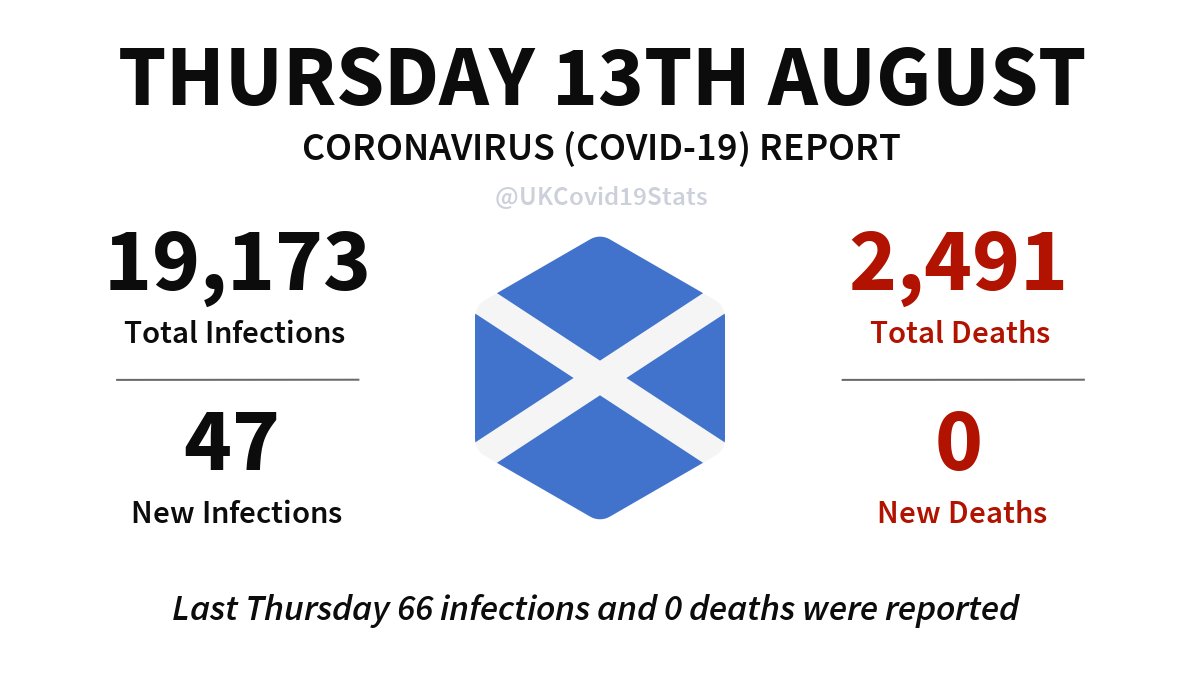 THURSDAY 13TH AUGUST
CORONAVIRUS (COVID-19) REPORT
@UKCovid19Stats
19,173
Total Infections
47
New Infections
2,491
Total Deaths
0
New Deaths
Last Thursday 66 infections and 0 deaths were reported